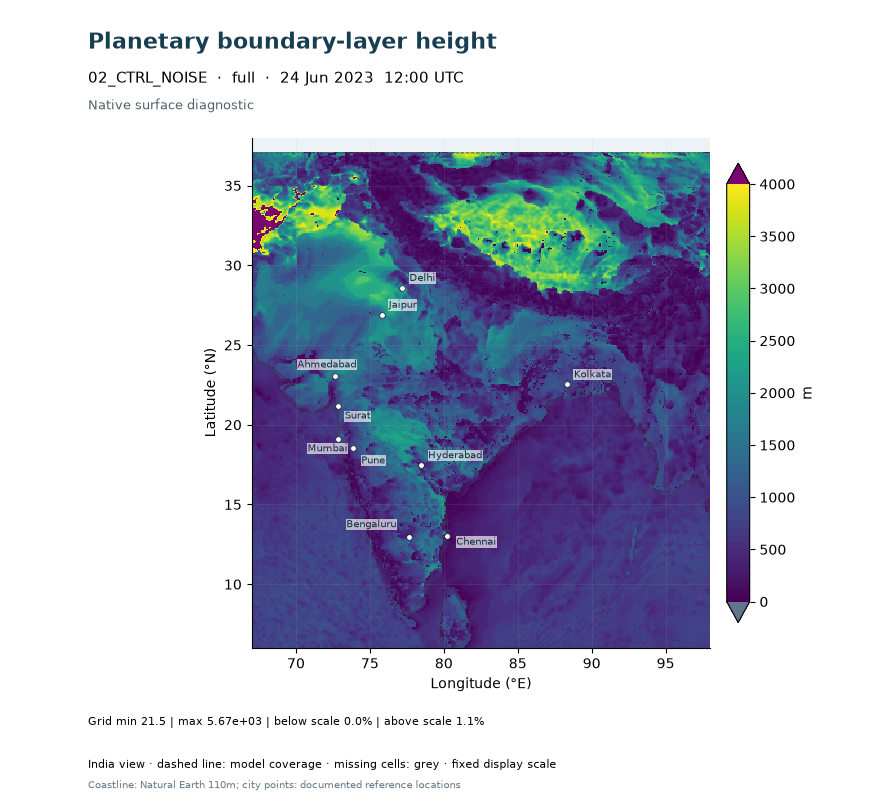 Planetary boundary-layer height
02_CTRL_NOISE · full · 24 Jun 2023 12:00 UTC
Native surface diagnostic
35
30
25
20
15
10
Latitude (°N)
70
75
80
85
90
95
Longitude (°E)
Delhi
Jaipur
Ahmedabad
Kolkata
Surat
Mumbai
Pune
Hyderabad
Bengaluru
Chennai
4000
3500
3000
2500
2000
1500
1000
500
0
m
Grid min 21.5 | max 5.67e+03 | below scale 0.0% | above scale 1.1%
India view · dashed line: model coverage · missing cells: grey · fixed display scale
Coastline: Natural Earth 110m; city points: documented reference locations